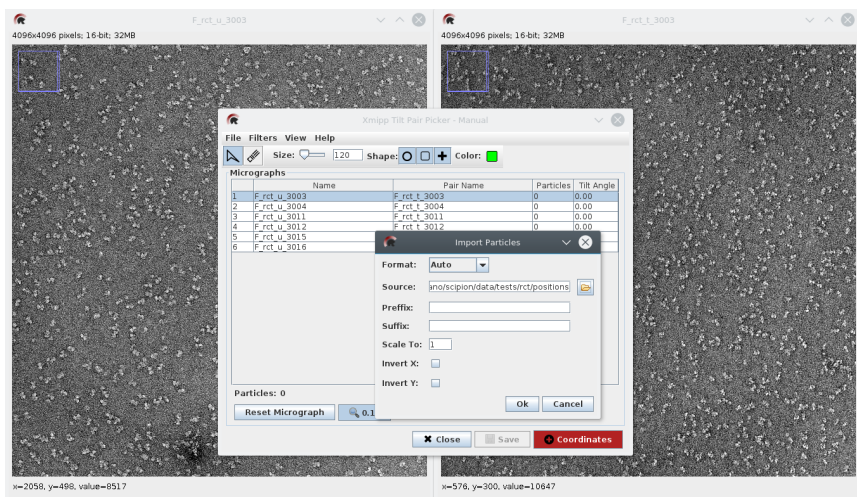 F_rct_u_3003
F_rct_t_3003
4096x4096 pixels; 16-bit; 32MB
4096x4096 pixels; 16-bit; 32MB
Xmipp Tilt Pair Picker - Manual
File Filters View Help
Size: 120 Shape: Color:
Micrographs
Name Pair Name Particles Tilt Angle
1 F_rct_u_3003 F_rct_t_3003 0 0.00
2 F_rct_u_3004 F_rct_t_3004 0 0.00
3 F_rct_u_3011 F_rct_t_3011 0 0.00
4 F_rct_u_3012 F_rct_t_3012 0 0.00
5 F_rct_u_3015
6 F_rct_u_3016
Import Particles
Format: Auto
Source: ano/scipion/data/tests/rct/positions
Preffix:
Suffix:
Scale To: 1
Invert X:
Invert Y:
Ok Cancel
Particles: 0
Reset Micrograph 0.1
Close Save Coordinates
x=2058, y=498, value=8517
x=576, y=300, value=10647